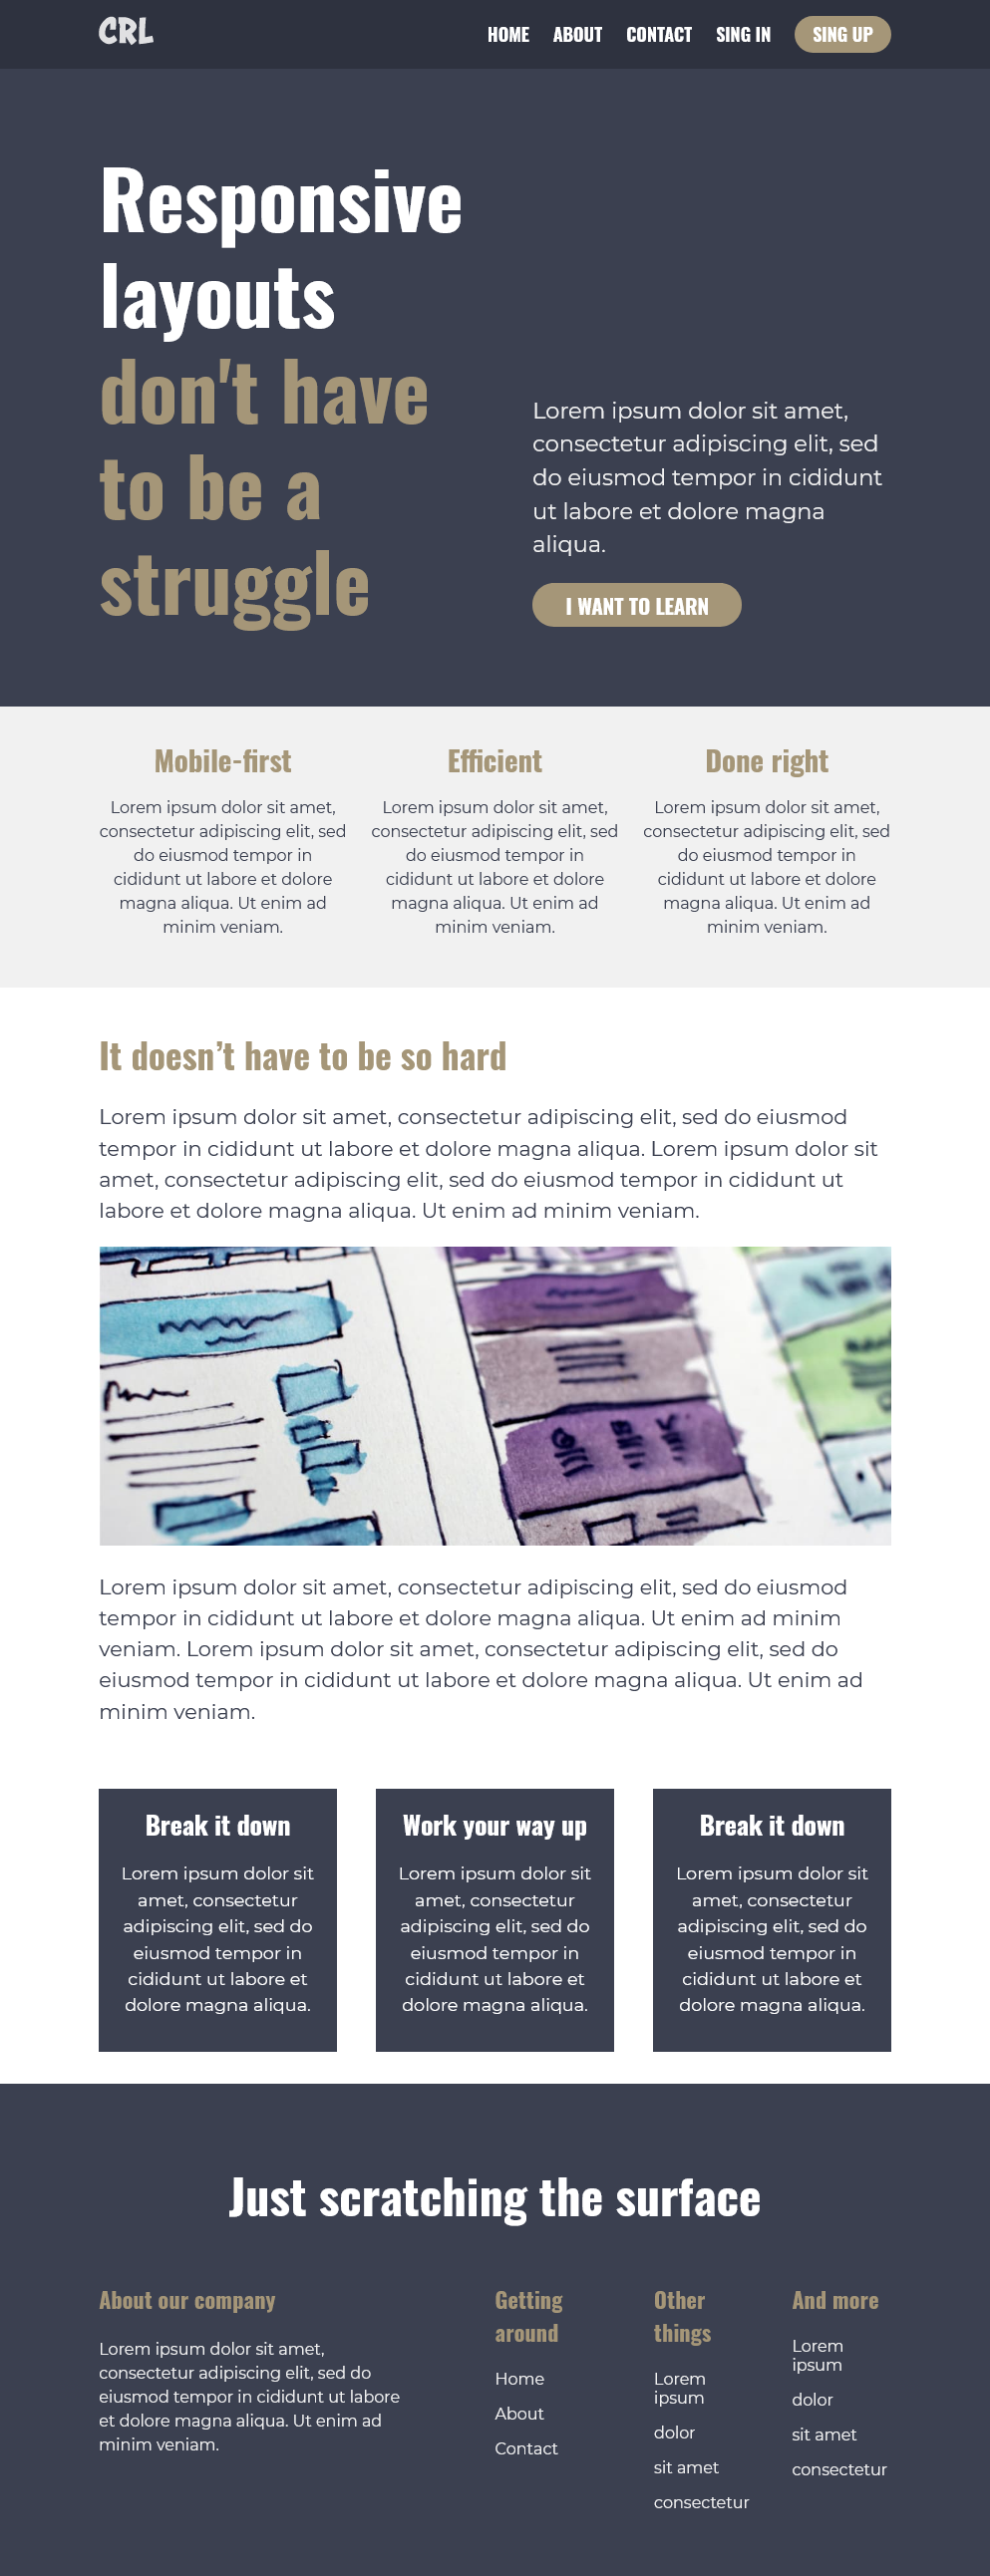 CRL
HOME ABOUT CONTACT SING IN SING UP
Responsive
layouts
don't have
to be a
struggle
Lorem ipsum dolor sit amet,
consectetur adipiscing elit, sed
do eiusmod tempor in cididunt
ut labore et dolore magna
aliqua.
I WANT TO LEARN
Mobile-first
Lorem ipsum dolor sit amet,
consectetur adipiscing elit, sed
do eiusmod tempor in
cididunt ut labore et dolore
magna aliqua. Ut enim ad
minim veniam.
Efficient
Lorem ipsum dolor sit amet,
consectetur adipiscing elit, sed
do eiusmod tempor in
cididunt ut labore et dolore
magna aliqua. Ut enim ad
minim veniam.
Done right
Lorem ipsum dolor sit amet,
consectetur adipiscing elit, sed
do eiusmod tempor in
cididunt ut labore et dolore
magna aliqua. Ut enim ad
minim veniam.
It doesn’t have to be so hard
Lorem ipsum dolor sit amet, consectetur adipiscing elit, sed do eiusmod
tempor in cididunt ut labore et dolore magna aliqua. Lorem ipsum dolor sit
amet, consectetur adipiscing elit, sed do eiusmod tempor in cididunt ut
labore et dolore magna aliqua. Ut enim ad minim veniam.
Lorem ipsum dolor sit amet, consectetur adipiscing elit, sed do eiusmod
tempor in cididunt ut labore et dolore magna aliqua. Ut enim ad minim
veniam. Lorem ipsum dolor sit amet, consectetur adipiscing elit, sed do
eiusmod tempor in cididunt ut labore et dolore magna aliqua. Ut enim ad
minim veniam.
Break it down
Lorem ipsum dolor sit
amet, consectetur
adipiscing elit, sed do
eiusmod tempor in
cididunt ut labore et
dolore magna aliqua.
Work your way up
Lorem ipsum dolor sit
amet, consectetur
adipiscing elit, sed do
eiusmod tempor in
cididunt ut labore et
dolore magna aliqua.
Break it down
Lorem ipsum dolor sit
amet, consectetur
adipiscing elit, sed do
eiusmod tempor in
cididunt ut labore et
dolore magna aliqua.
Just scratching the surface
About our company
Lorem ipsum dolor sit amet,
consectetur adipiscing elit, sed do
eiusmod tempor in cididunt ut labore
et dolore magna aliqua. Ut enim ad
minim veniam.
Getting
around
Home
About
Contact
Other
things
Lorem
ipsum
dolor
sit amet
consectetur
And more
Lorem
ipsum
dolor
sit amet
consectetur